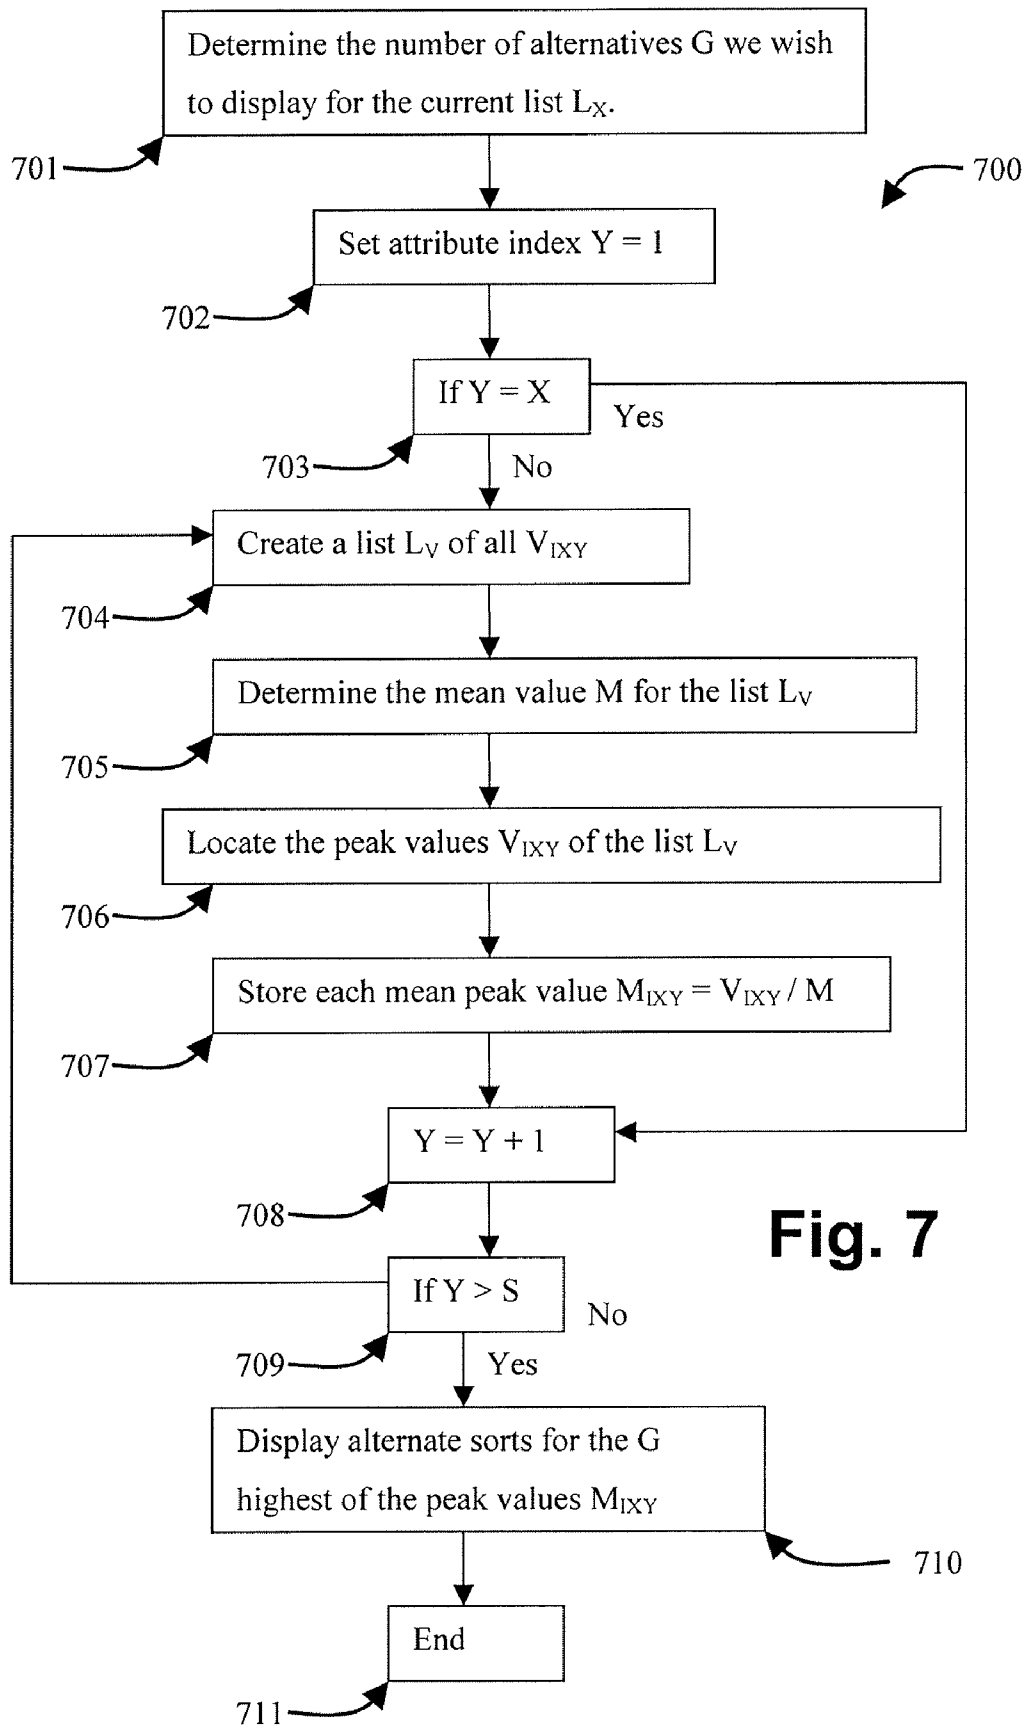 Determine the number of alternatives G we wish
to display for the current list LX.
701
700
Set attribute index Y = 1
702
If Y = X
Yes
703
No
Create a list LV of all VIXY
704
Determine the mean value M for the list LV
705
Locate the peak values VIXY of the list LV
706
Store each mean peak value MIXY = VIXY / M
707
Y = Y + 1
708
Fig. 7
If Y > S
No
709
Yes
Display alternate sorts for the G
highest of the peak values MIXY
710
End
711